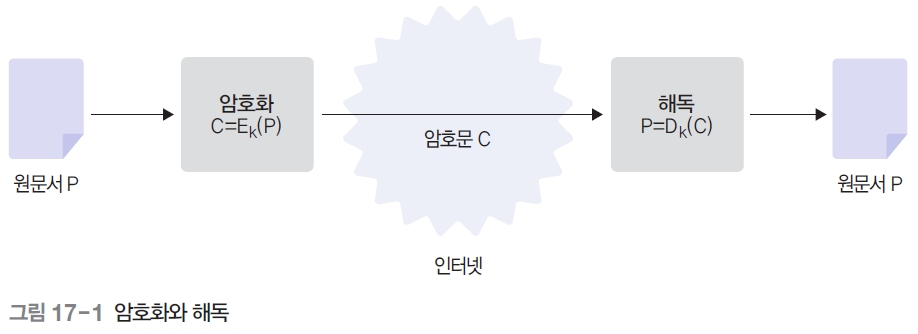 원문서 P
암호화
C=Ek(P)
암호문 C
인터넷
해독
P=Dk(C)
원문서 P
그림 17-1 암호화와 해독